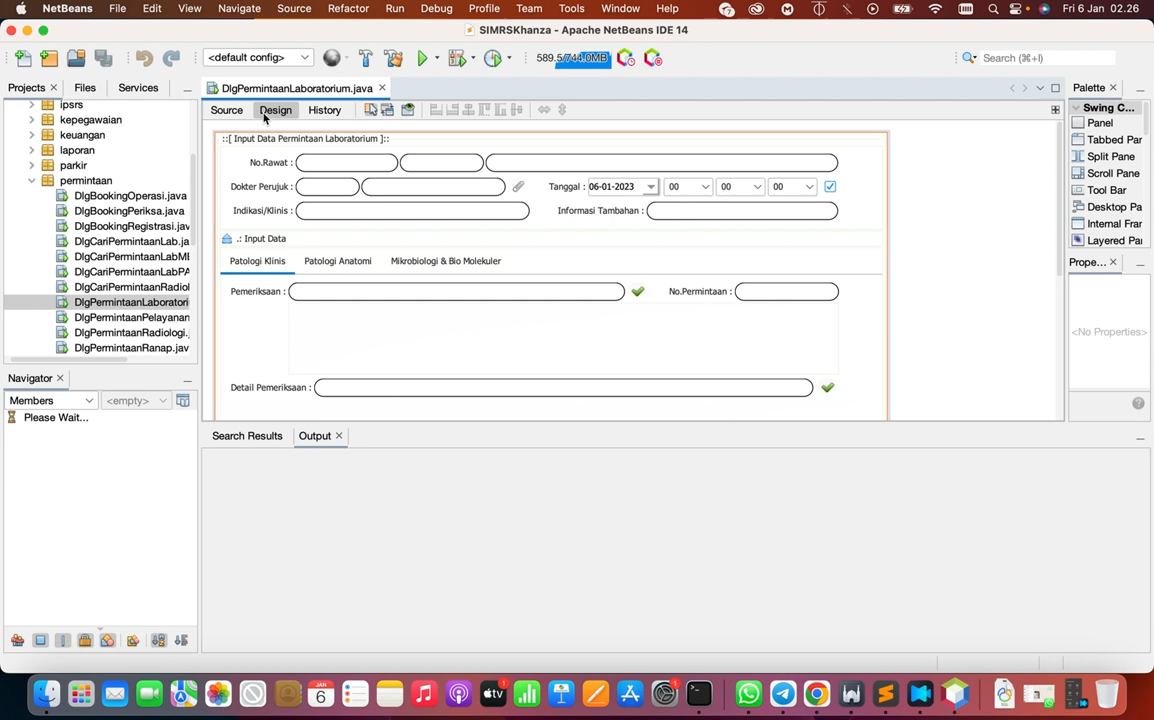 NetBeans File Edit View Navigate Source Refactor Run Debug Profile Team Tools Window Help Fri 6 Jan 02.26
SIMRSKhanza - Apache NetBeans IDE 14
<default config> 589.5/744.0MB Search (⌘+I)
Projects Files Services
DlgPermintaanLaboratorium.java
Palette
Source Design History
ipsrs
kepegawaian
keuangan
laporan
parkir
permintaan
DlgBookingOperasi.java
DlgBookingPeriksa.java
DlgBookingRegistrasi.java
DlgCariPermintaanLab.ja
DlgCariPermintaanLabMB
DlgCariPermintaanLabPA
DlgCariPermintaanRadiol
DlgPermintaanLaboratori
DlgPermintaanPelayanan
DlgPermintaanRadiologi.j
DlgPermintaanRanap.jav
::[ Input Data Permintaan Laboratorium ]::
No.Rawat :
Dokter Perujuk : Tanggal : 06-01-2023 00 00 00
Indikasi/Klinis : Informasi Tambahan :
.: Input Data
Patologi Klinis Patologi Anatomi Mikrobiologi & Bio Molekuler
Pemeriksaan : No.Permintaan :
Detail Pemeriksaan :
Swing C...
Panel
Tabbed Par
Split Pane
Scroll Pane
Tool Bar
Desktop Pa
Internal Frar
Layered Pa
Prope...
<No Properties>
Navigator
Members <empty>
Please Wait...
Search Results Output
JAN
6